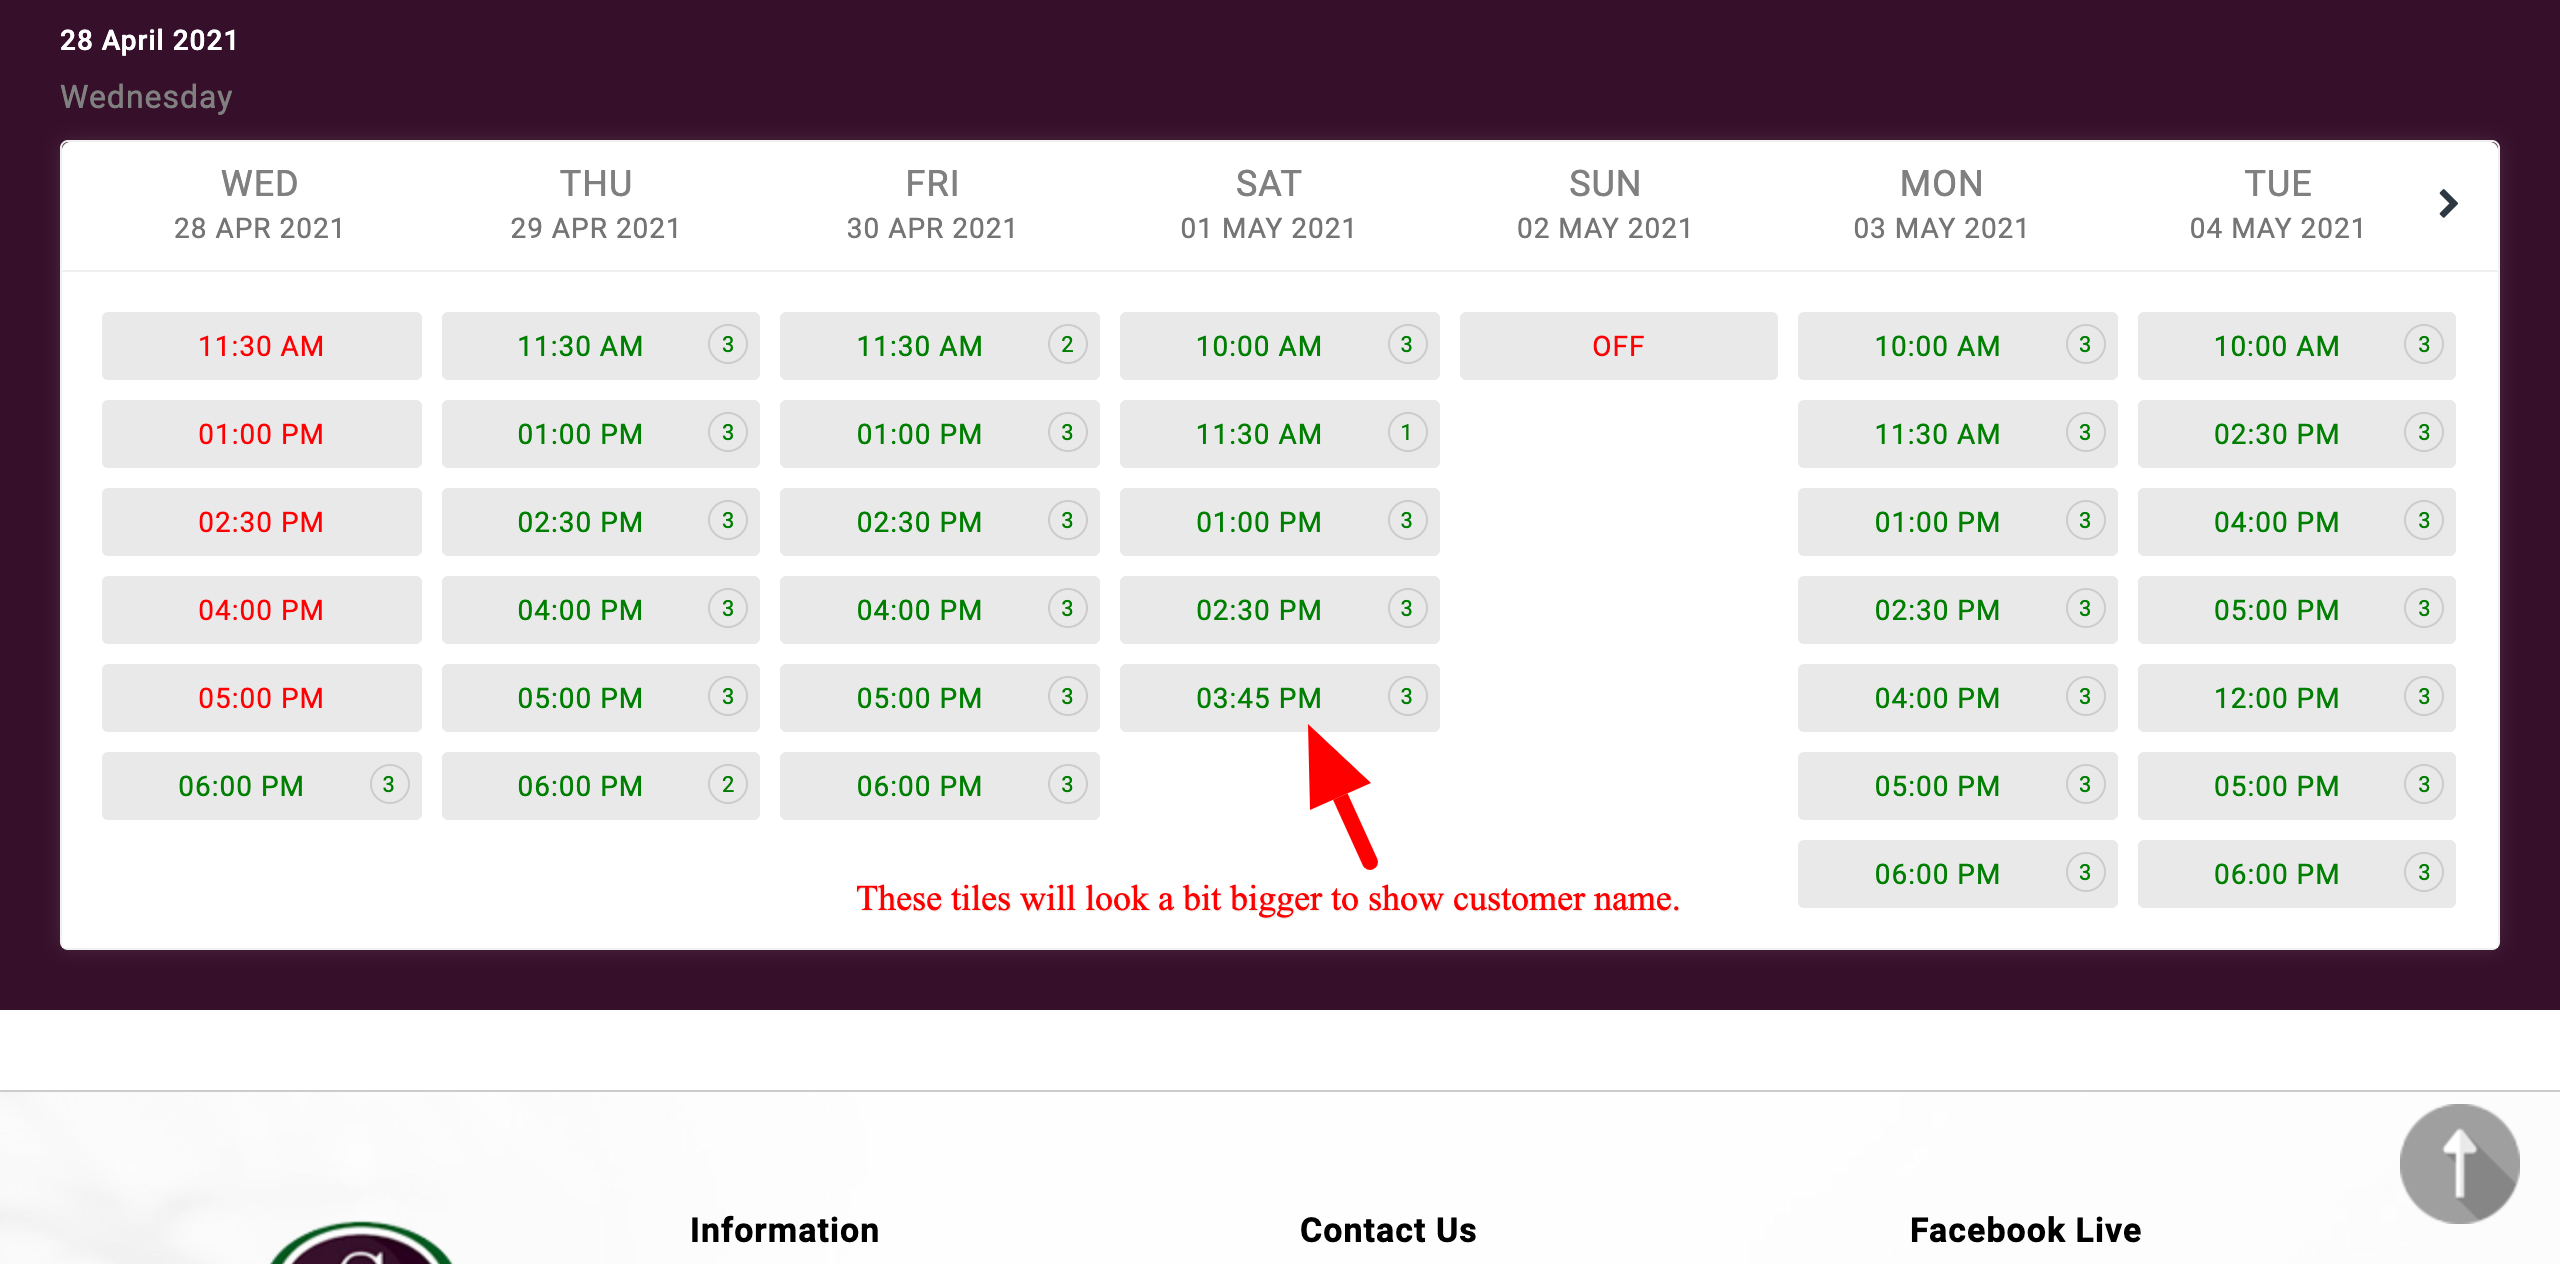 28 April 2021
Wednesday
WED THU FRI SAT SUN MON TUE
28 APR 2021 29 APR 2021 30 APR 2021 01 MAY 2021 02 MAY 2021 03 MAY 2021 04 MAY 2021
11:30 AM 11:30 AM 3 11:30 AM 2 10:00 AM 3 OFF 10:00 AM 3 10:00 AM 3
01:00 PM 01:00 PM 3 01:00 PM 3 11:30 AM 1 11:30 AM 3 02:30 PM 3
02:30 PM 02:30 PM 3 02:30 PM 3 01:00 PM 3 01:00 PM 3 04:00 PM 3
04:00 PM 04:00 PM 3 04:00 PM 3 02:30 PM 3 02:30 PM 3 05:00 PM 3
05:00 PM 05:00 PM 3 05:00 PM 3 03:45 PM 3 04:00 PM 3 12:00 PM 3
06:00 PM 3 06:00 PM 2 06:00 PM 3 05:00 PM 3 05:00 PM 3
06:00 PM 3 06:00 PM 3
These tiles will look a bit bigger to show customer name.
Information Contact Us Facebook Live